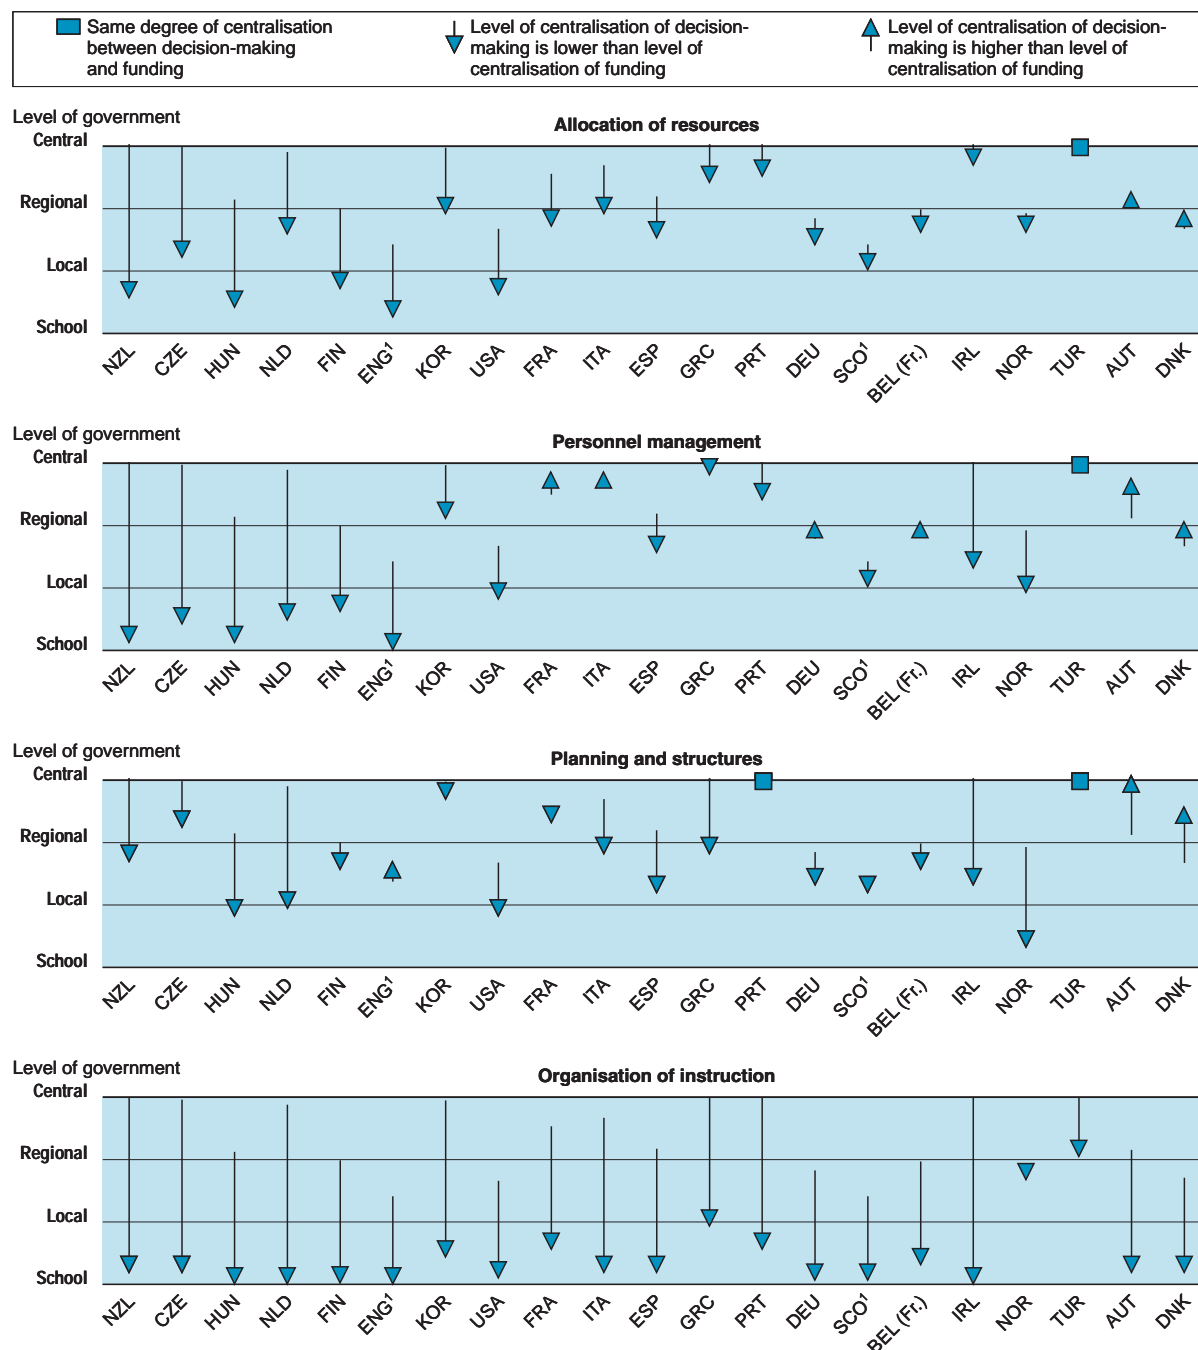 Same degree of centralisation
between decision-making
and funding
Level of centralisation of decision-
making is lower than level of
centralisation of funding
Level of centralisation of decision-
making is higher than level of
centralisation of funding
Level of government
Allocation of resources
Central
Regional
Local
School
NZL CZE HUN NLD FIN ENG¹ KOR USA FRA ITA ESP GRC PRT DEU SCO¹ BEL (Fr.) IRL NOR TUR AUT DNK
Level of government
Personnel management
Central
Regional
Local
School
NZL CZE HUN NLD FIN ENG¹ KOR USA FRA ITA ESP GRC PRT DEU SCO¹ BEL (Fr.) IRL NOR TUR AUT DNK
Level of government
Planning and structures
Central
Regional
Local
School
NZL CZE HUN NLD FIN ENG¹ KOR USA FRA ITA ESP GRC PRT DEU SCO¹ BEL (Fr.) IRL NOR TUR AUT DNK
Level of government
Organisation of instruction
Central
Regional
Local
School
NZL CZE HUN NLD FIN ENG¹ KOR USA FRA ITA ESP GRC PRT DEU SCO¹ BEL (Fr.) IRL NOR TUR AUT DNK